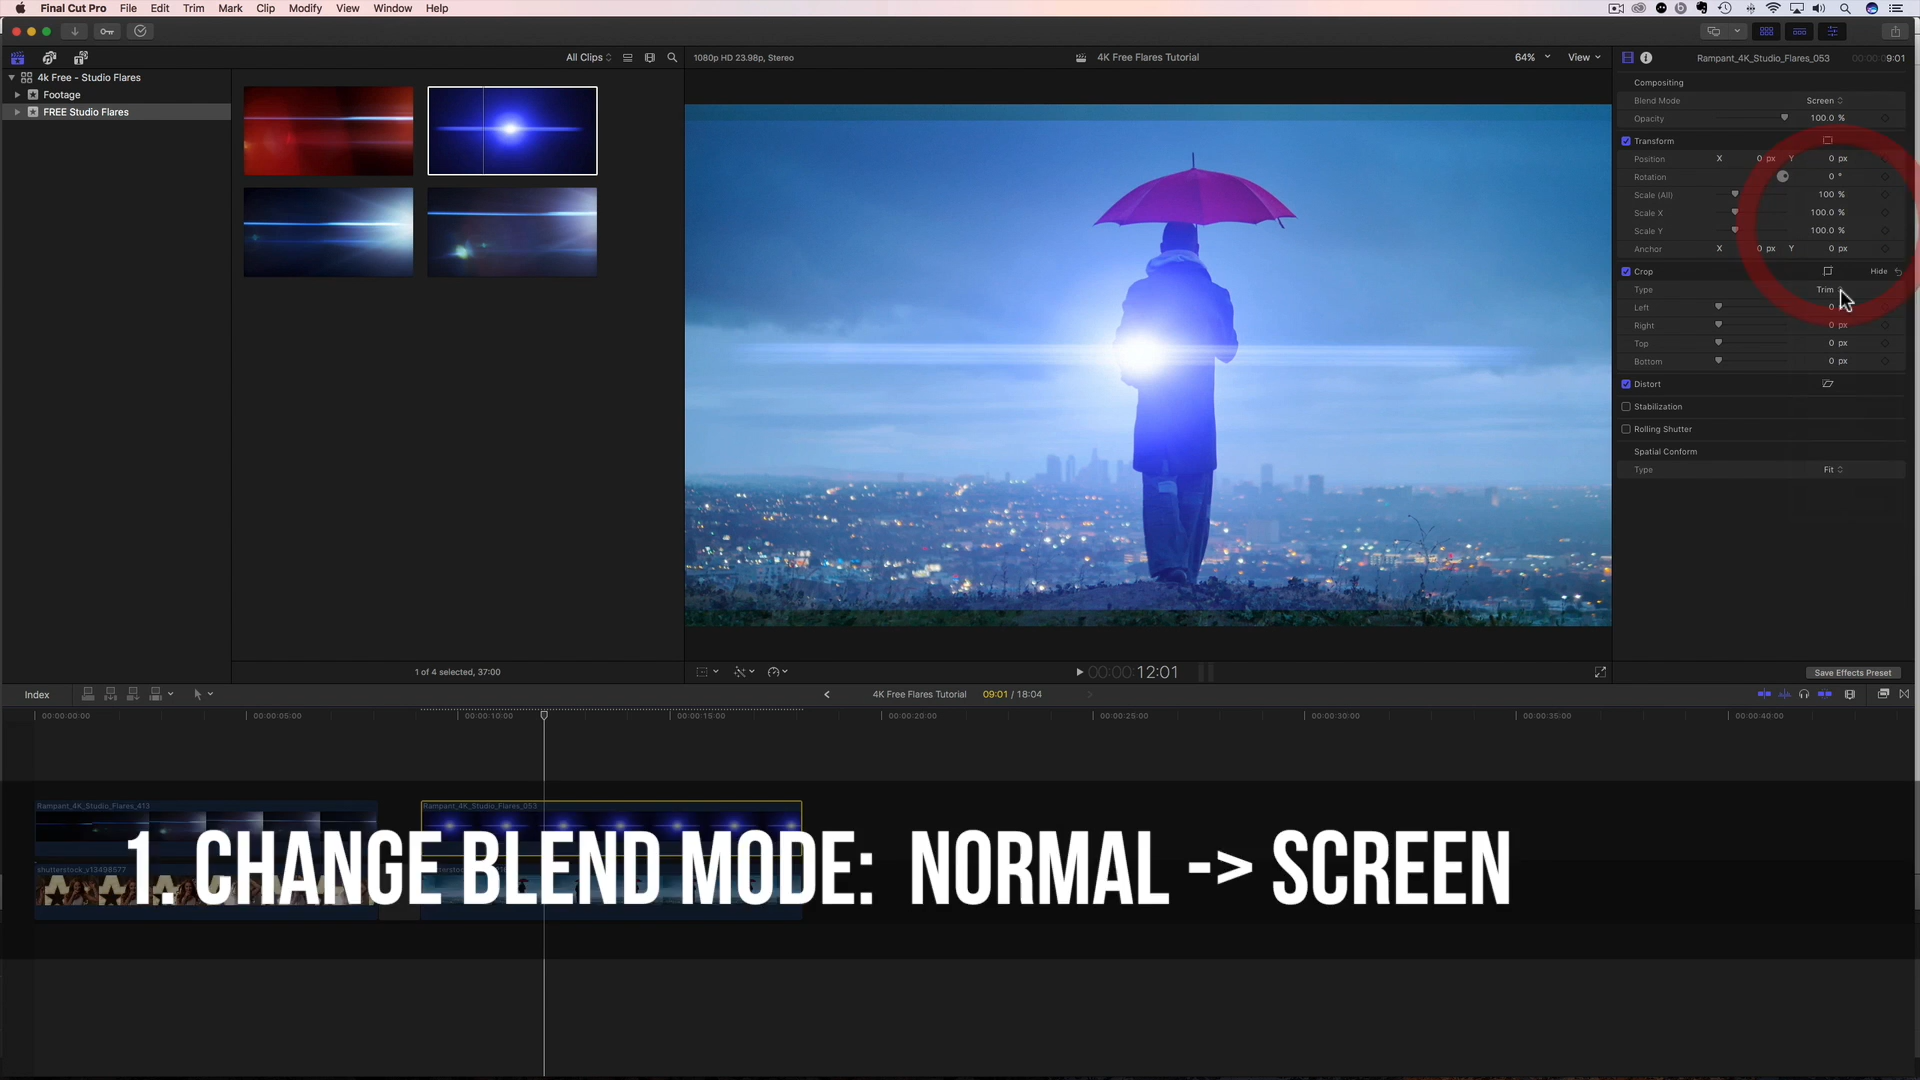 Final Cut Pro File Edit Trim Mark Clip Modify View Window Help
All Clips
1080p HD 23.98p, Stereo
4K Free Flares Tutorial
64%
View
Rampant_4K_Studio_Flares_053
9:01
4k Free - Studio Flares
Footage
FREE Studio Flares
Compositing
Blend Mode Screen
Opacity 100.0 %
Transform
Position X 0 px Y 0 px
Rotation 0 °
Scale (All) 100 %
Scale X 100.0 %
Scale Y 100.0 %
Anchor X 0 px Y 0 px
Crop Hide
Type Trim
Left 0
Right 0 px
Top 0 px
Bottom 0 px
Distort
Stabilization
Rolling Shutter
Spatial Conform
Type Fit
1 of 4 selected, 37:00
00:00:12:01
Save Effects Preset
Index
4K Free Flares Tutorial 09:01 / 18:04
00:00:00:00 00:00:05:00 00:00:10:00 00:00:15:00 00:00:20:00 00:00:25:00 00:00:30:00 00:00:35:00 00:00:40:00
Rampant_4K_Studio_Flares_413
Rampant_4K_Studio_Flares_053
shutterstock_v13498577
1. CHANGE BLEND MODE: NORMAL -> SCREEN